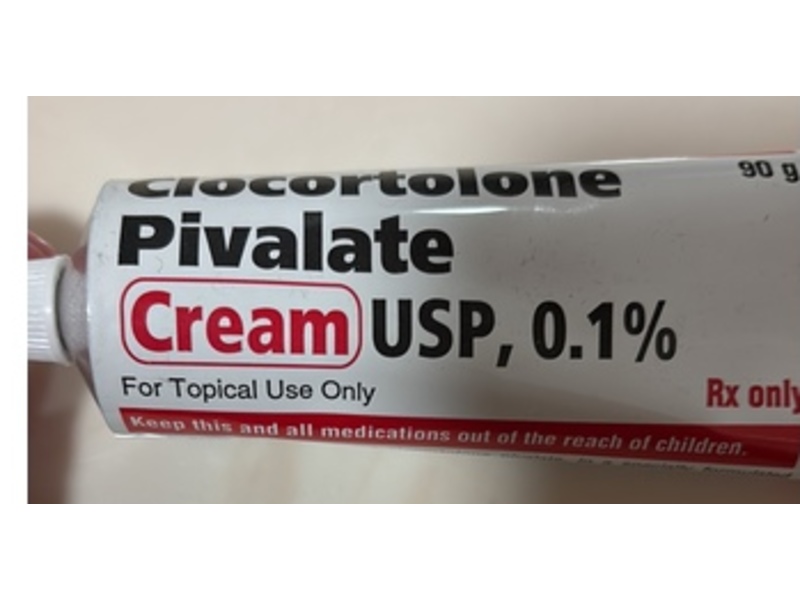 Clocortolone
90 g
Pivalate
Cream USP, 0.1%
For Topical Use Only
Rx only
Keep this and all medications out of the reach of children.